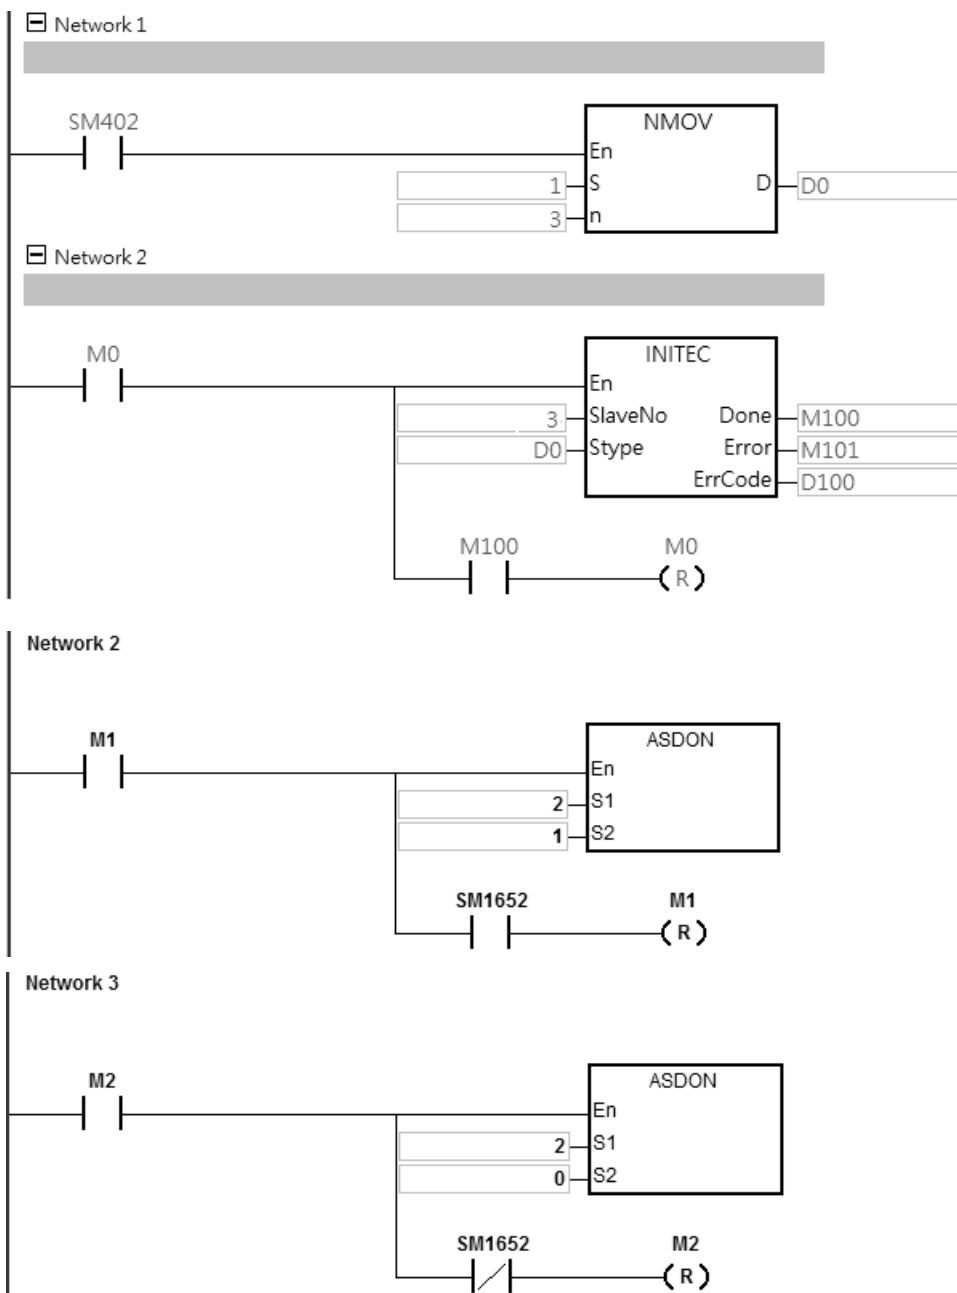 Network 1
SM402
NMOV
En
1 S D D0
3 n
Network 2
M0
INITEC
En
3 SlaveNo Done M100
D0 Stype Error M101
ErrCode D100
M100 M0
R
Network 2
M1
ASDON
En
2 S1
1 S2
SM1652 M1
R
Network 3
M2
ASDON
En
2 S1
0 S2
SM1652 M2
R